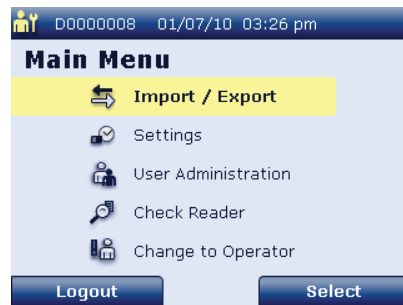 D0000008 01/07/10 03:26 pm
Main Menu
Import / Export
Settings
User Administration
Check Reader
Change to Operator
Logout Select